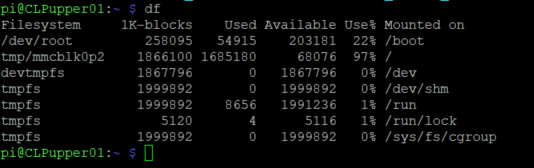 pi@CLPupper01:~ $ df
Filesystem     1K-blocks    Used Available Use% Mounted on
/dev/root         258095   54915    203181  22% /boot
tmp/mmcblk0p2    1866100 1685180     68076  97% /
devtmpfs         1867796       0   1867796   0% /dev
tmpfs            1999892       0   1999892   0% /dev/shm
tmpfs            1999892    8656   1991236   1% /run
tmpfs               5120       4      5116   1% /run/lock
tmpfs            1999892       0   1999892   0% /sys/fs/cgroup
pi@CLPupper01:~ $